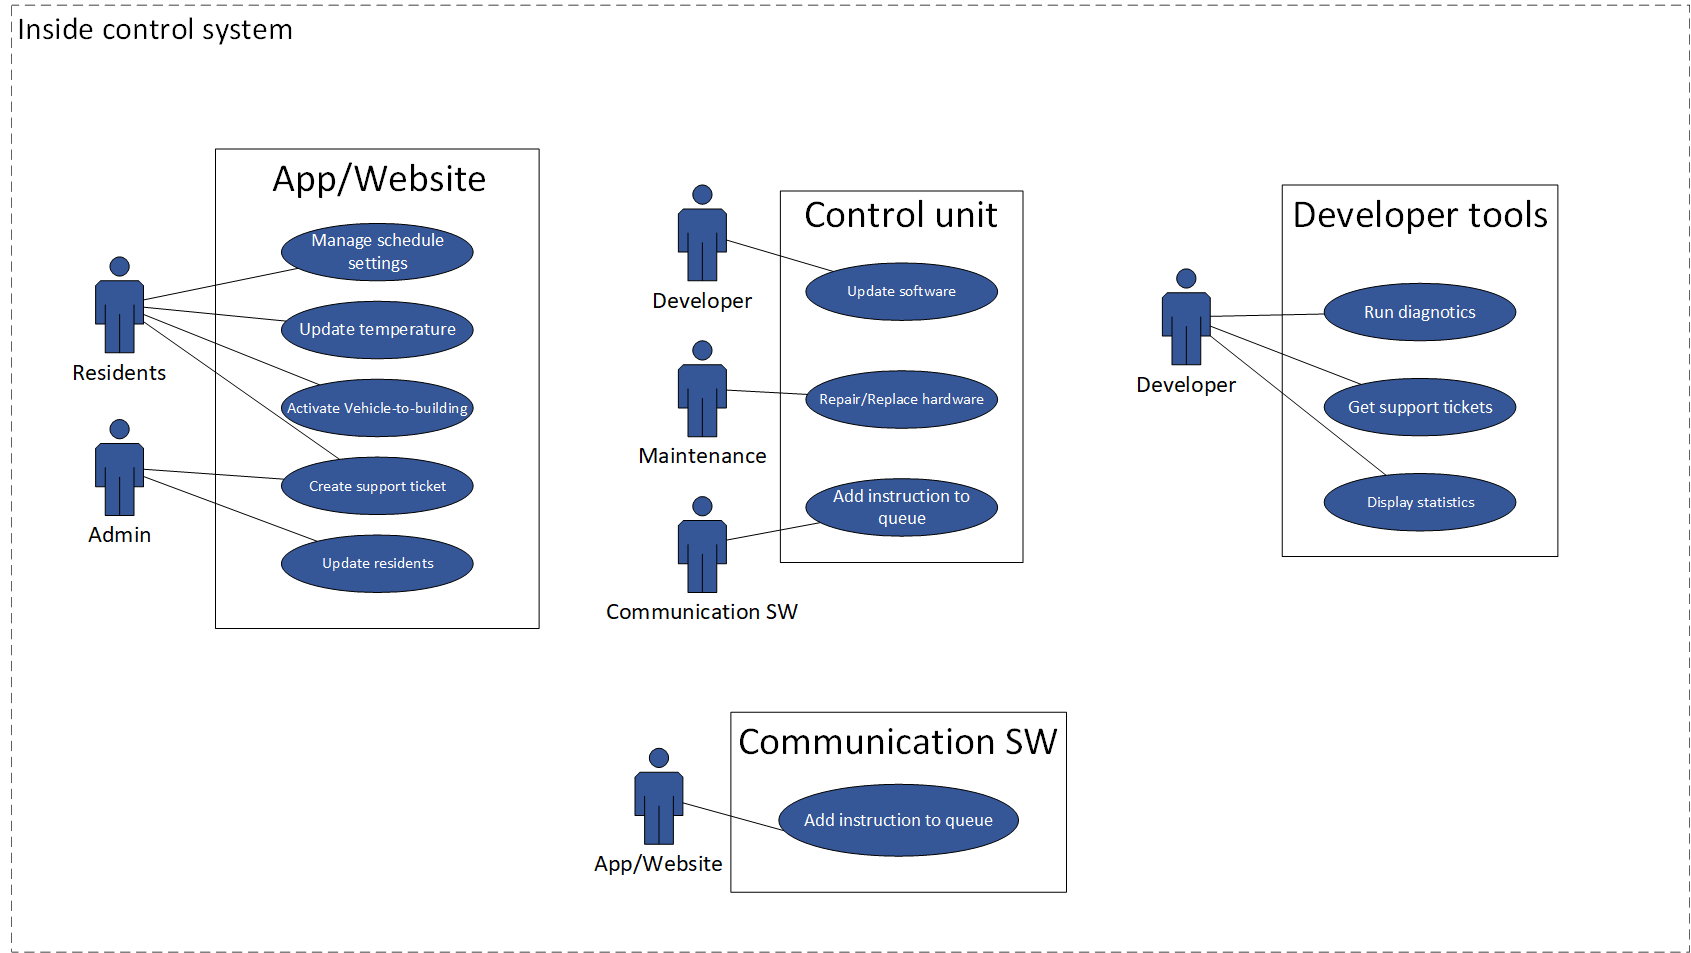 Inside control system
App/Website
Manage schedule
settings
Update temperature
Activate Vehicle-to-building
Create support ticket
Update residents
Residents
Admin
Control unit
Update software
Repair/Replace hardware
Add instruction to
queue
Developer
Maintenance
Communication SW
Developer tools
Run diagnotics
Get support tickets
Display statistics
Developer
Communication SW
Add instruction to queue
App/Website